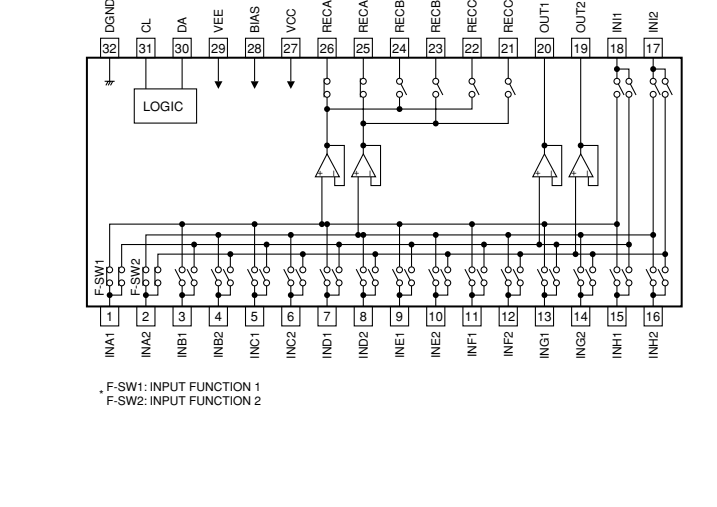 DGND CL DA VEE BIAS VCC RECA RECA RECB RECB RECC RECC OUT1 OUT2 INI1 INI2
32 31 30 29 28 27 26 25 24 23 22 21 20 19 18 17
LOGIC
+ - + - + - + -
F-SW1 F-SW2
1 2 3 4 5 6 7 8 9 10 11 12 13 14 15 16
INA1 INA2 INB1 INB2 INC1 INC2 IND1 IND2 INE1 INE2 INF1 INF2 ING1 ING2 INH1 INH2
* F-SW1: INPUT FUNCTION 1
F-SW2: INPUT FUNCTION 2